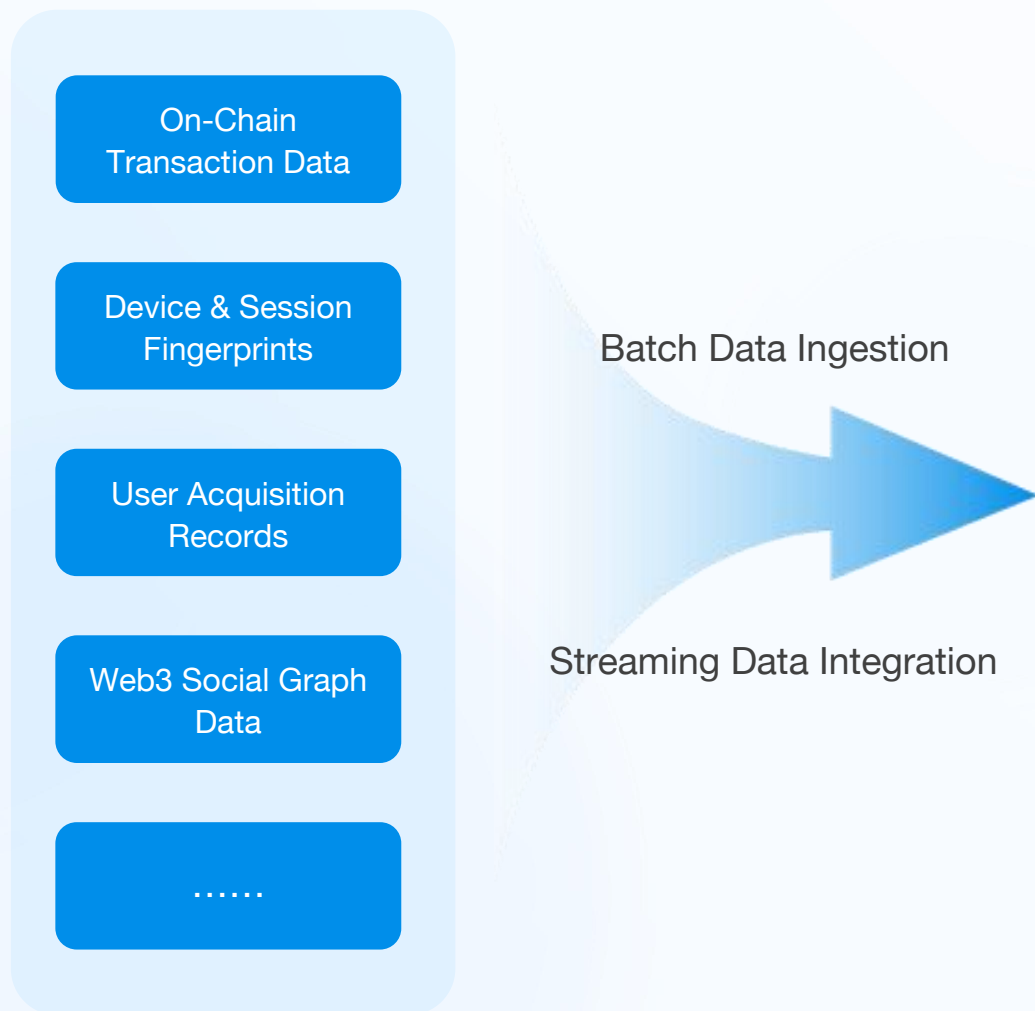 On-Chain
Transaction Data
Device & Session
Fingerprints
User Acquisition
Records
Web3 Social Graph
Data
......
Batch Data Ingestion
Streaming Data Integration